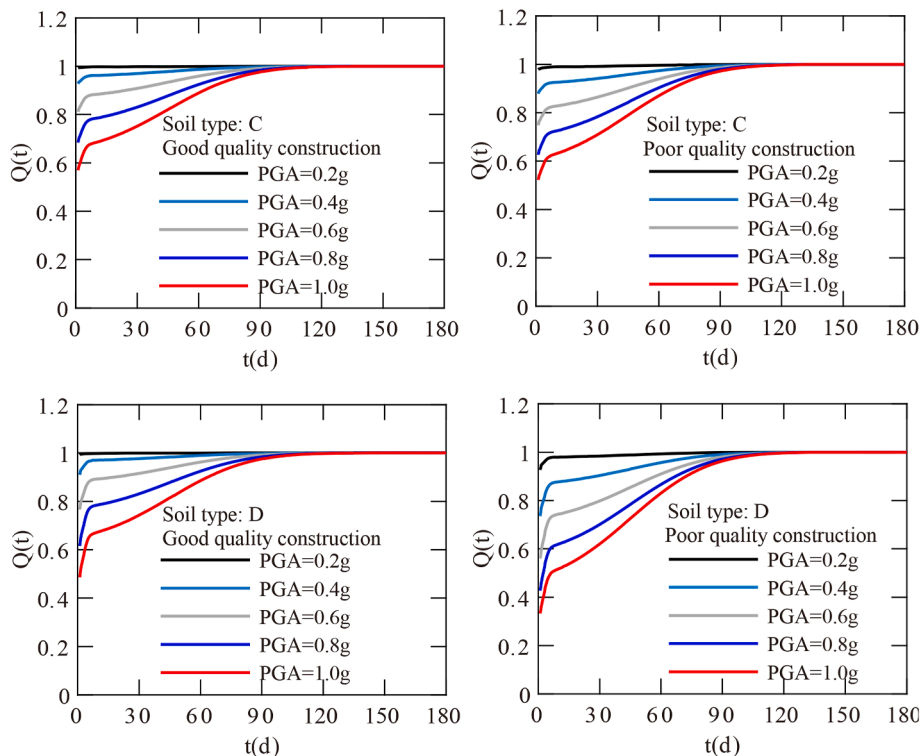 1.2
1
0.8
0.6
0.4
0.2
0
Q(t)
Soil type: C
Good quality construction
PGA=0.2g
PGA=0.4g
PGA=0.6g
PGA=0.8g
PGA=1.0g
0 30 60 90 120 150 180
t(d)
1.2
1
0.8
0.6
0.4
0.2
0
Q(t)
Soil type: C
Poor quality construction
PGA=0.2g
PGA=0.4g
PGA=0.6g
PGA=0.8g
PGA=1.0g
0 30 60 90 120 150 180
t(d)
1.2
1
0.8
0.6
0.4
0.2
0
Q(t)
Soil type: D
Good quality construction
PGA=0.2g
PGA=0.4g
PGA=0.6g
PGA=0.8g
PGA=1.0g
0 30 60 90 120 150 180
t(d)
1.2
1
0.8
0.6
0.4
0.2
0
Q(t)
Soil type: D
Poor quality construction
PGA=0.2g
PGA=0.4g
PGA=0.6g
PGA=0.8g
PGA=1.0g
0 30 60 90 120 150 180
t(d)